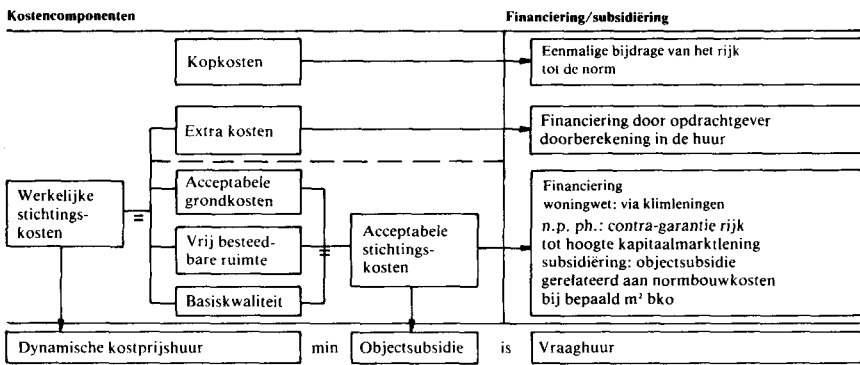 Kostencomponenten
Financiering/subsidiëring
Kopkosten
Eenmalige bijdrage van het rijk
tot de norm
Extra kosten
Financiering door opdrachtgever
doorberekening in de huur
Werkelijke
stichtings-
kosten
=
Acceptabele
grondkosten
Vrij besteed-
bare ruimte
Basiskwaliteit
=
Acceptabele
stichtings-
kosten
Financiering
woningwet: via klimleningen
n.p. ph.: contra-garantie rijk
tot hoogte kapitaalmarktlening
subsidiëring: objectsubsidie
gerelateerd aan normbouwkosten
bij bepaald m² bko
Dynamische kostprijshuur
min
Objectsubsidie
is
Vraaghuur